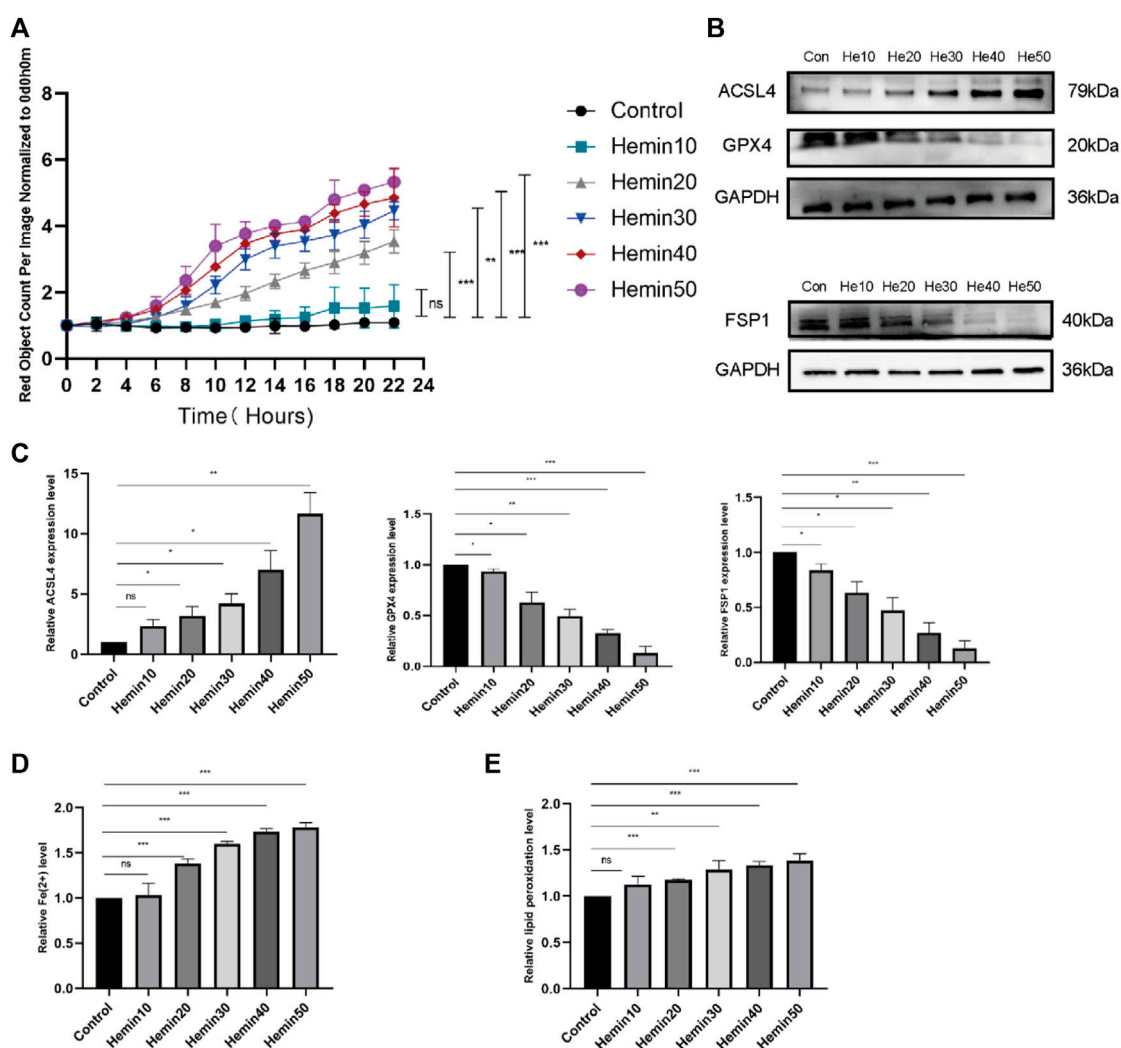 A
Red Object Count Per Image Normalized to 0d0h0m
8
6
4
2
0
0 2 4 6 8 10 12 14 16 18 20 22 24
Time( Hours)
ns
***
**
***
***
Control
Hemin10
Hemin20
Hemin30
Hemin40
Hemin50
B
Con He10 He20 He30 He40 He50
ACSL4 79kDa
GPX4 20kDa
GAPDH 36kDa
Con He10 He20 He30 He40 He50
FSP1 40kDa
GAPDH 36kDa
C
Relative ACSL4 expression level
15
10
5
0
**
*
*
*
ns
Control
Hemin10
Hemin20
Hemin30
Hemin40
Hemin50
Relative GPX4 expression level
1.5
1.0
0.5
0.0
***
***
**
*
*
Control
Hemin10
Hemin20
Hemin30
Hemin40
Hemin50
Relative FSP1 expression level
1.5
1.0
0.5
0.0
***
**
*
*
*
Control
Hemin10
Hemin20
Hemin30
Hemin40
Hemin50
D
Relative Fe(2+) level
2.0
1.5
1.0
0.5
0.0
***
***
***
***
ns
Control
Hemin10
Hemin20
Hemin30
Hemin40
Hemin50
E
Relative lipid peroxidation level
2.0
1.5
1.0
0.5
0.0
***
***
**
***
ns
Control
Hemin10
Hemin20
Hemin30
Hemin40
Hemin50